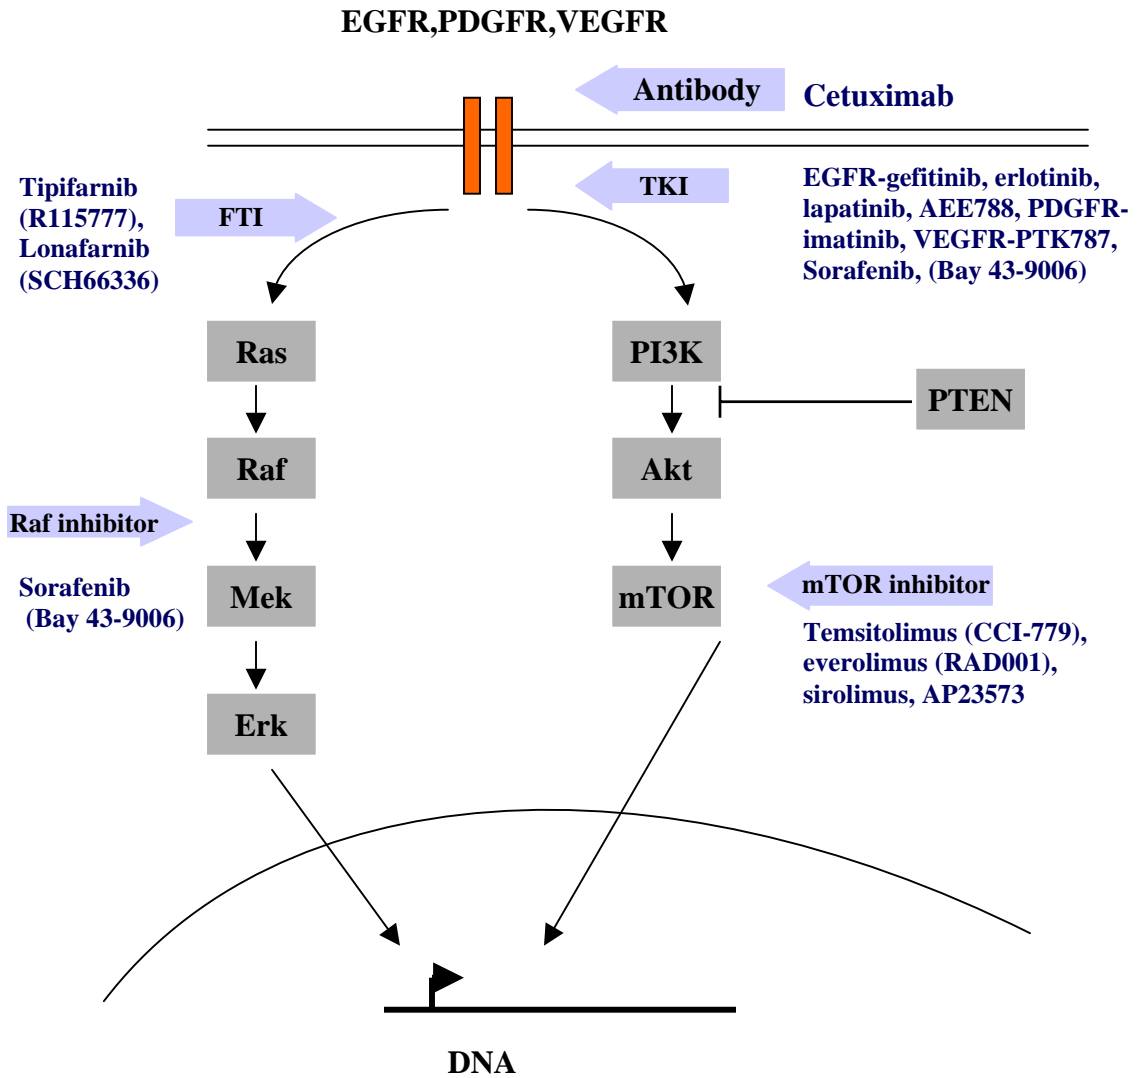 EGFR,PDGFR,VEGFR
Antibody
Cetuximab
TKI
EGFR-gefitinib, erlotinib,
lapatinib, AEE788, PDGFR-
imatinib, VEGFR-PTK787,
Sorafenib, (Bay 43-9006)
Tipifarnib
(R115777),
Lonafarnib
(SCH66336)
FTI
Ras
PI3K
PTEN
Raf
Akt
Raf inhibitor
Sorafenib
(Bay 43-9006)
Mek
mTOR
mTOR inhibitor
Temsitolimus (CCI-779),
everolimus (RAD001),
sirolimus, AP23573
Erk
DNA